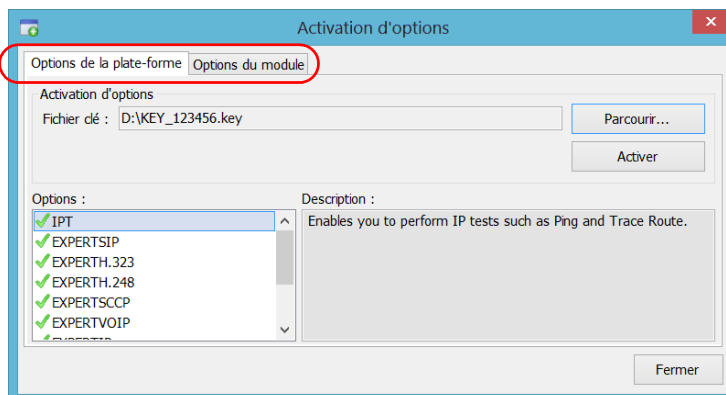 Activation d'options
Options de la plate-forme Options du module
Activation d'options
Fichier clé : D:\KEY_123456.key Parcourir...
Activer
Options : Description :
IPT Enables you to perform IP tests such as Ping and Trace Route.
EXPERTSIP
EXPERTH.323
EXPERTH.248
EXPERTSCCP
EXPERTVOIP
Fermer